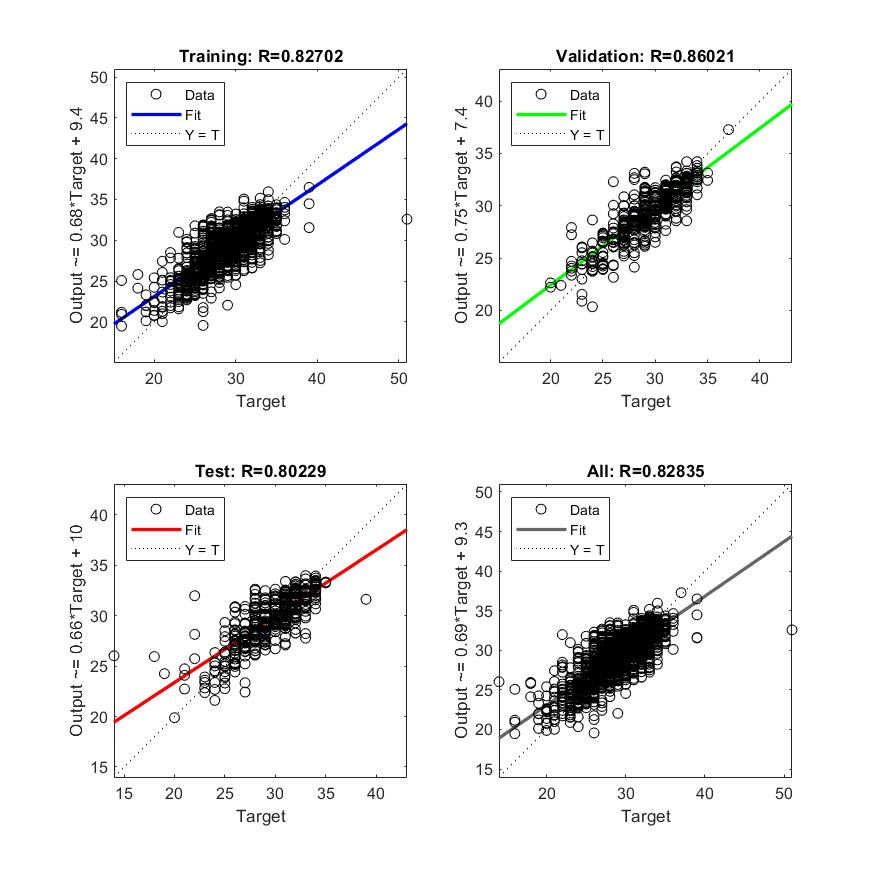 Training: R=0.82702
Output ~= 0.68*Target + 9.4
50
45
40
35
30
25
20
Data
Fit
Y = T
20 30 40 50
Target
Validation: R=0.86021
Output ~= 0.75*Target + 7.4
40
35
30
25
20
Data
Fit
Y = T
20 25 30 35 40
Target
Test: R=0.80229
Output ~= 0.66*Target + 10
40
35
30
25
20
15
Data
Fit
Y = T
15 20 25 30 35 40
Target
All: R=0.82835
Output ~= 0.69*Target + 9.3
50
45
40
35
30
25
20
15
Data
Fit
Y = T
20 30 40 50
Target